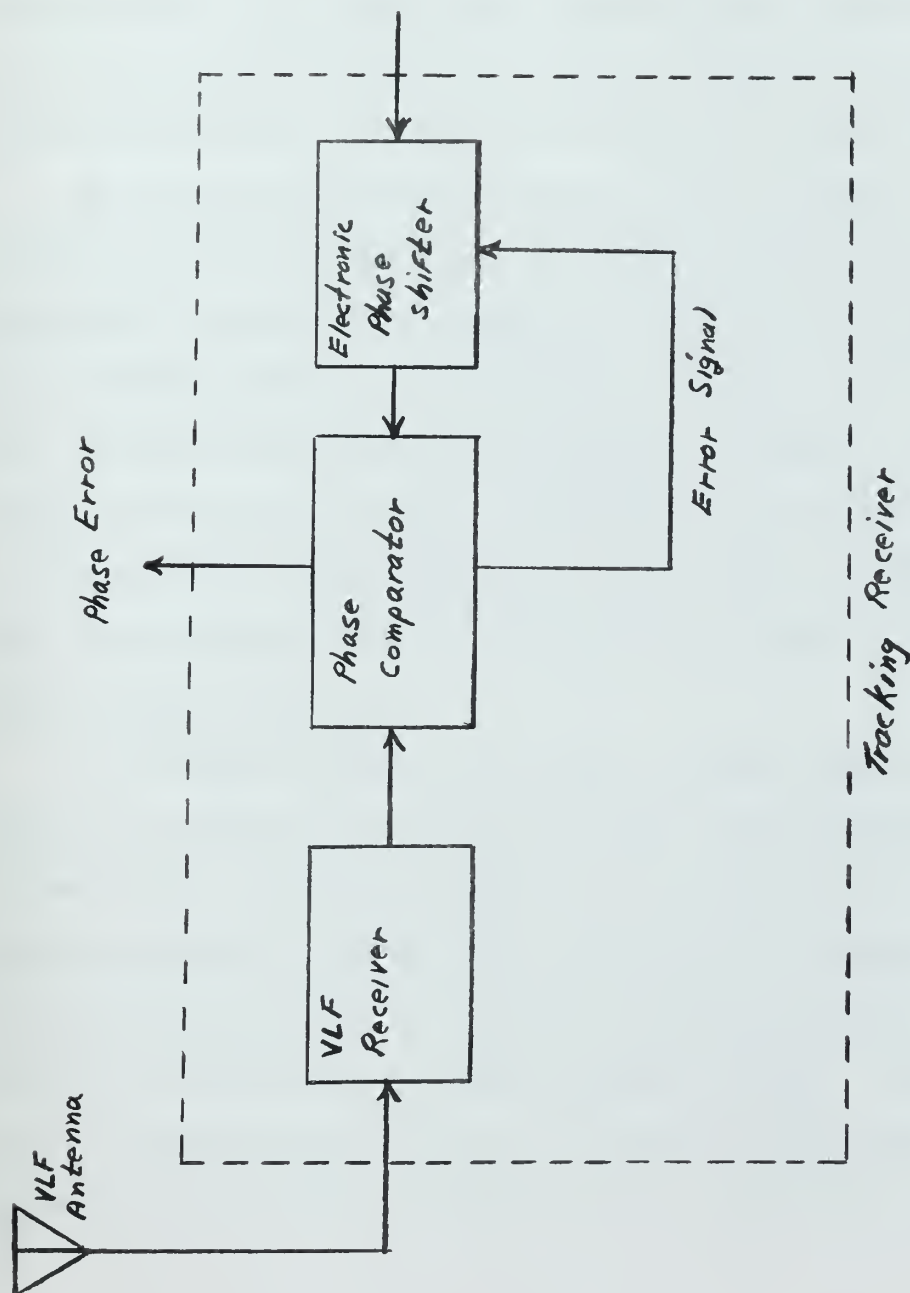 VLF
Antenna
VLF
Receiver
Phase
Comparator
Electronic
Phase
Shifter
Phase Error
Error Signal
Tracking Receiver